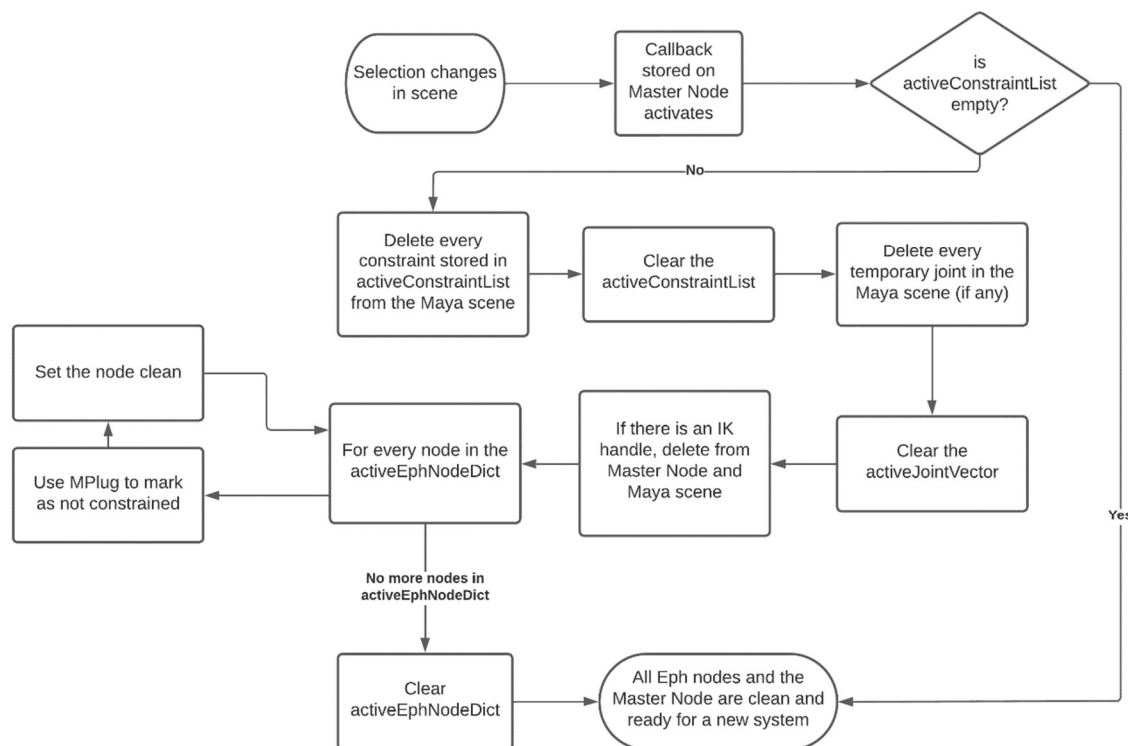 Selection changes
in scene
Callback
stored on
Master Node
activates
is
activeConstraintList
empty?
No
Delete every
constraint stored in
activeConstraintList
from the Maya scene
Clear the
activeConstraintList
Delete every
temporary joint in the
Maya scene (if any)
Clear the
activeJointVector
If there is an IK
handle, delete from
Master Node and
Maya scene
For every node in the
activeEphNodeDict
Use MPlug to mark
as not constrained
Set the node clean
No more nodes in
activeEphNodeDict
Clear
activeEphNodeDict
Yes
All Eph nodes and the
Master Node are clean and
ready for a new system